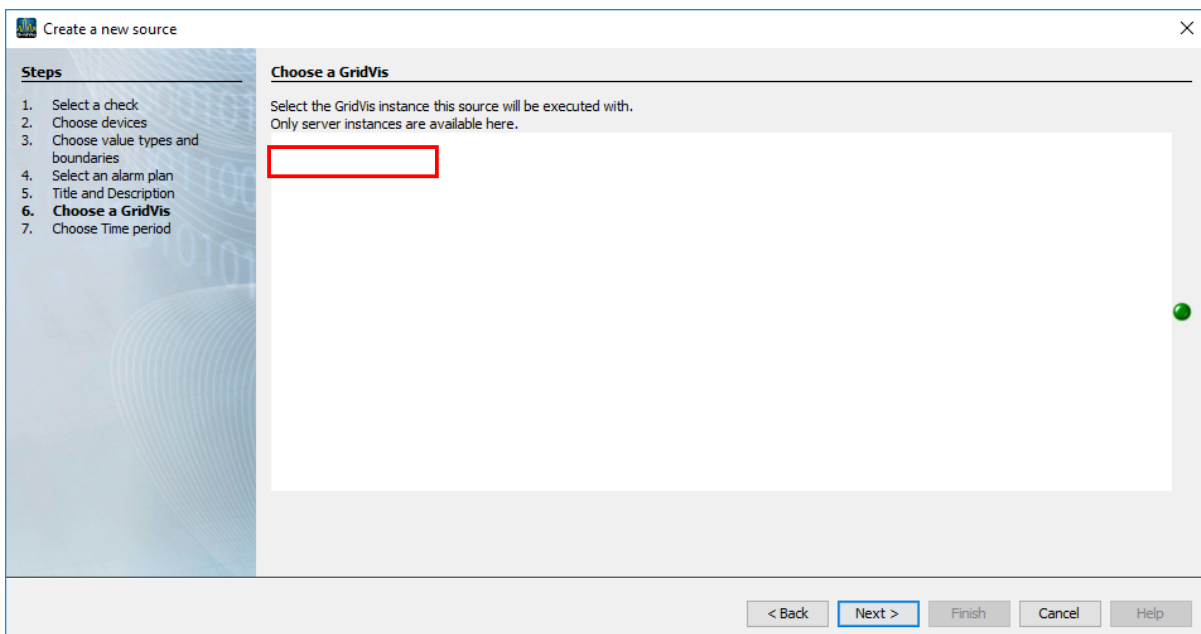 Create a new source
Steps
1. Select a check
2. Choose devices
3. Choose value types and
boundaries
4. Select an alarm plan
5. Title and Description
6. Choose a GridVis
7. Choose Time period
Choose a GridVis
Select the GridVis instance this source will be executed with.
Only server instances are available here.
< Back
Next >
Finish
Cancel
Help